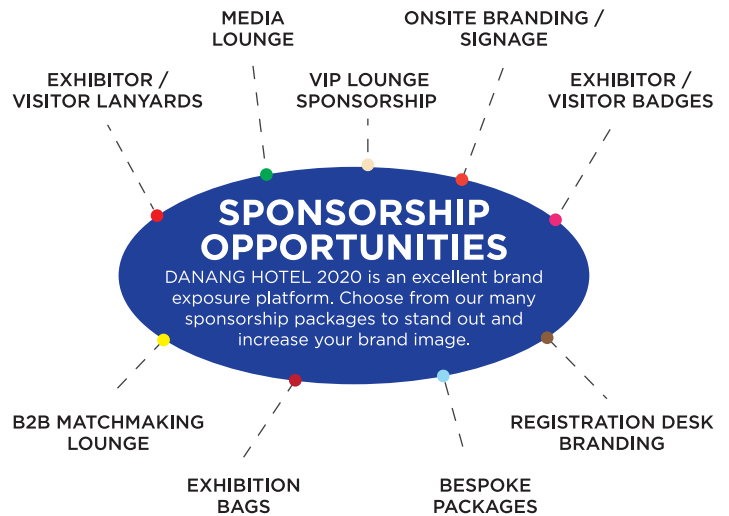 MEDIA
LOUNGE
ONSITE BRANDING /
SIGNAGE
EXHIBITOR /
VISITOR LANYARDS
VIP LOUNGE
SPONSORSHIP
EXHIBITOR /
VISITOR BADGES
SPONSORSHIP
OPPORTUNITIES
DANANG HOTEL 2020 is an excellent brand
exposure platform. Choose from our many
sponsorship packages to stand out and
increase your brand image.
B2B MATCHMAKING
LOUNGE
REGISTRATION DESK
BRANDING
EXHIBITION
BAGS
BESPOKE
PACKAGES